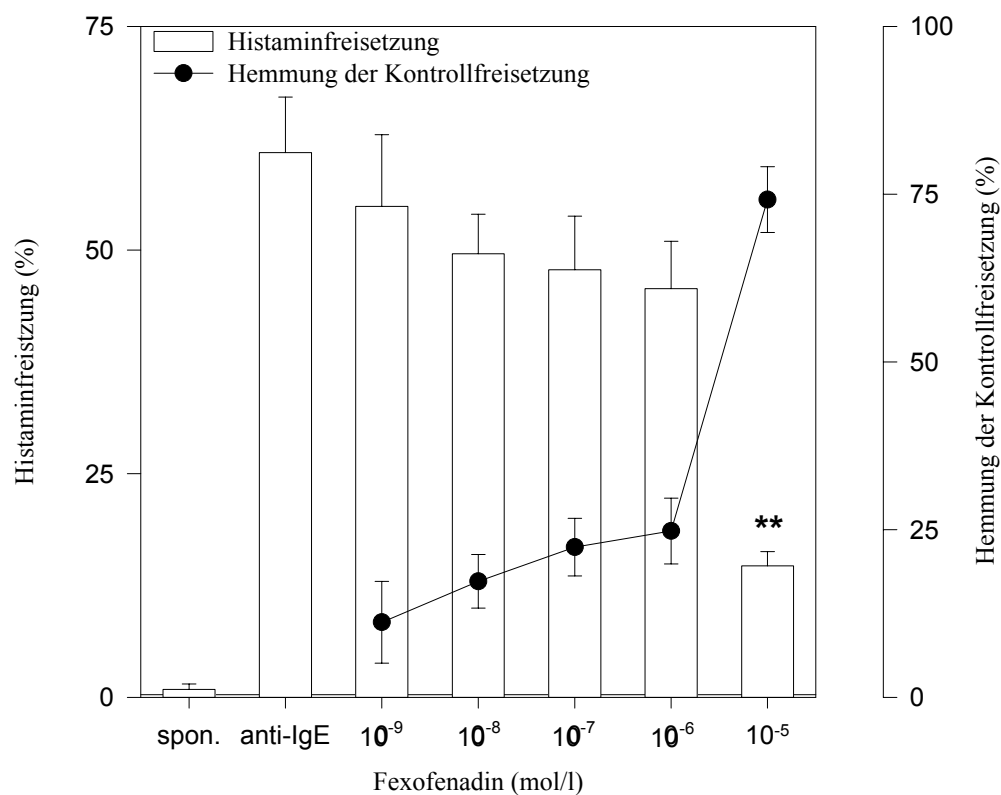 75
100
Histaminfreisetzung
Hemmung der Kontrollfreisetzung
Histaminfreistzung (%)
50
25
0
75
50
25
0
Hemmung der Kontrollfreisetzung (%)
**
spon. anti-IgE 10-9 10-8 10-7 10-6 10-5
Fexofenadin (mol/l)